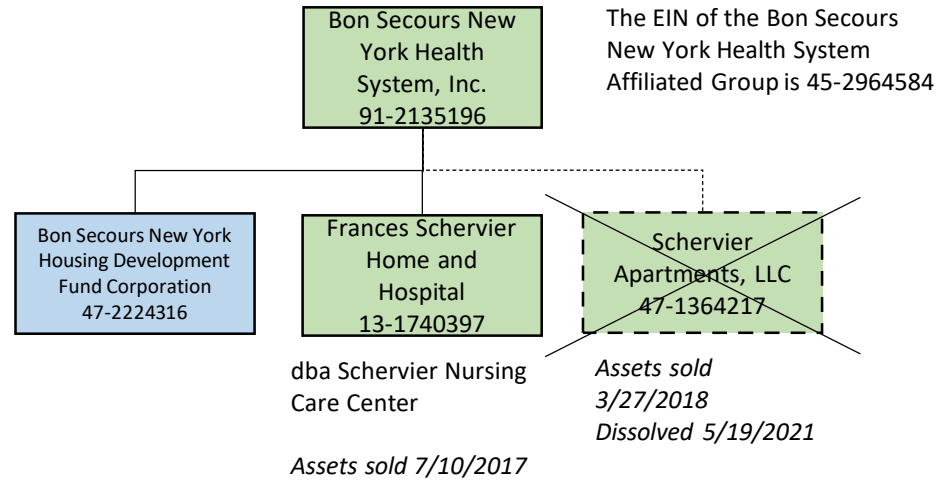 Bon Secours New
York Health
System, Inc.
91-2135196
The EIN of the Bon Secours
New York Health System
Affiliated Group is 45-2964584
Bon Secours New York
Housing Development
Fund Corporation
47-2224316
Frances Schervier
Home and
Hospital
13-1740397
Schervier
Apartments, LLC
47-1364217
dba Schervier Nursing
Care Center
Assets sold 7/10/2017
Assets sold
3/27/2018
Dissolved 5/19/2021